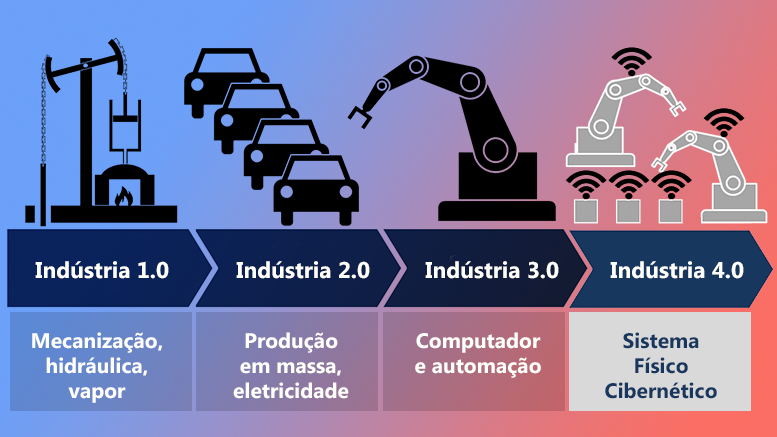 Indústria 1.0
Indústria 2.0
Indústria 3.0
Indústria 4.0
Mecanização,
hidráulica,
vapor
Produção
em massa,
eletricidade
Computador
e automação
Sistema
Físico
Cibernético